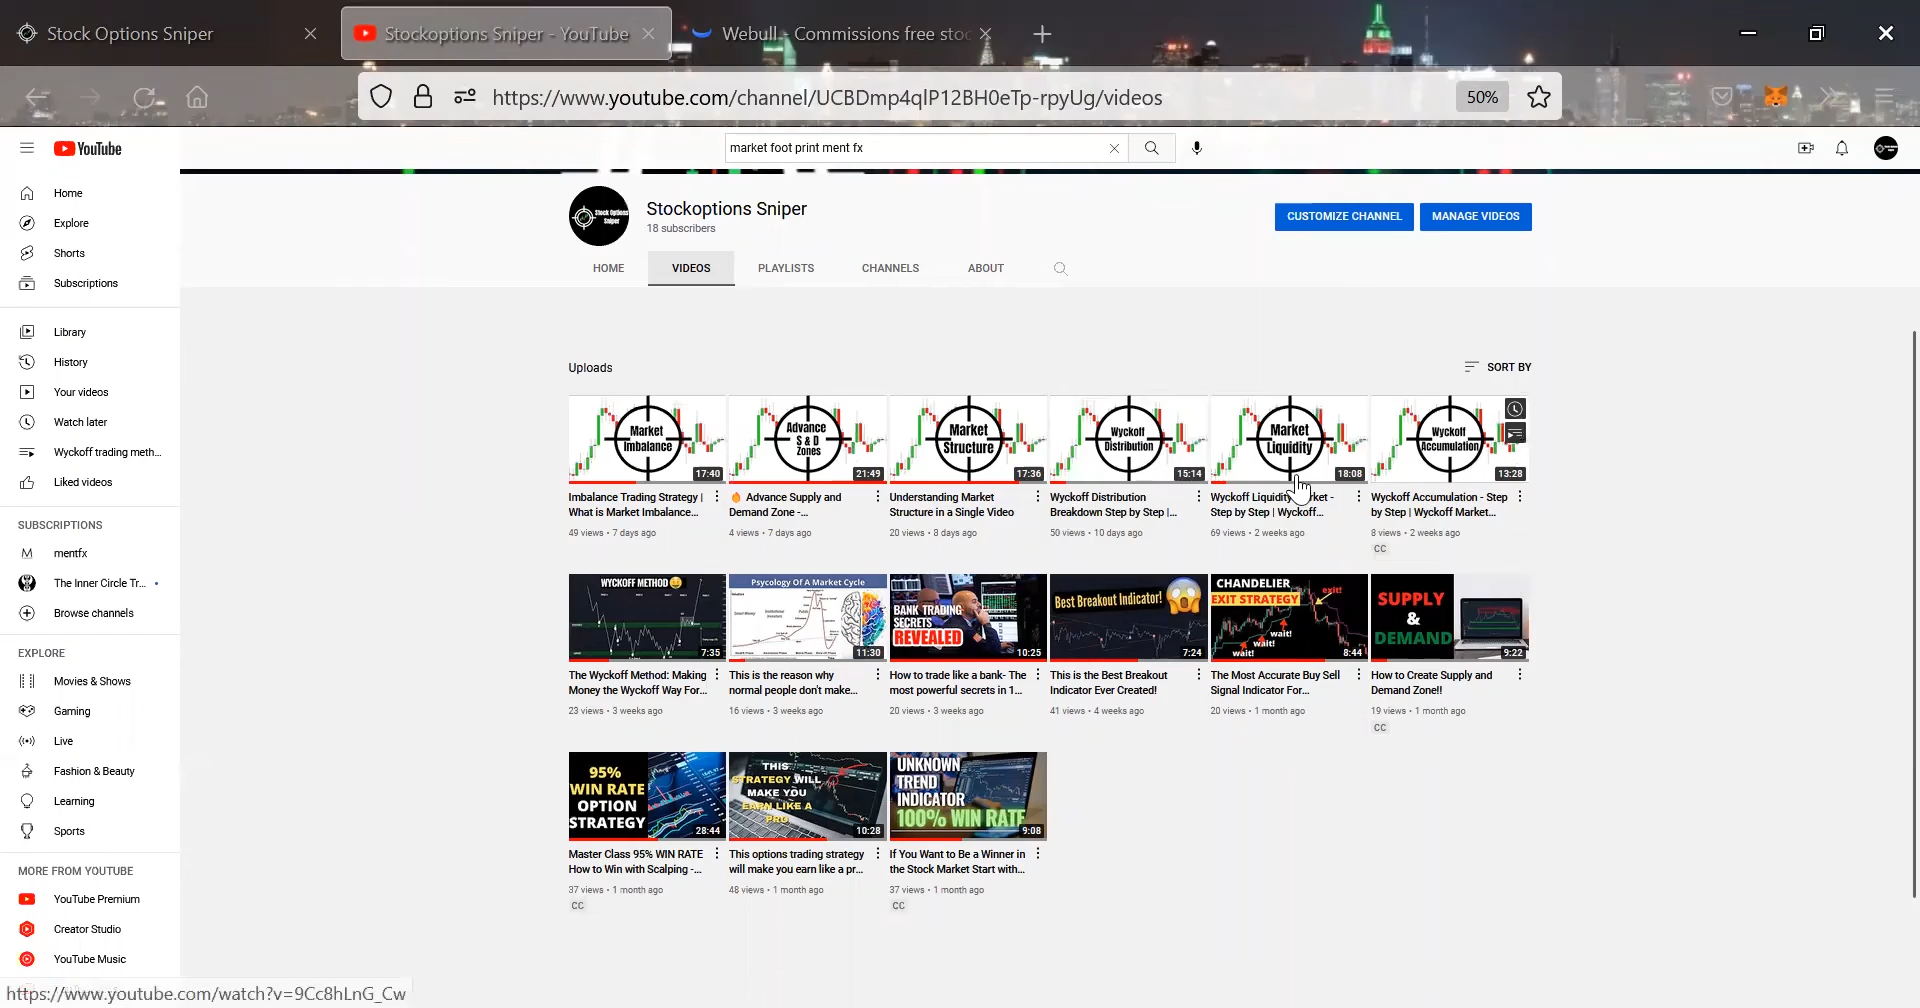 Stock Options Sniper
Stockoptions Sniper - YouTube
Webull - Commissions free stoc
https://www.youtube.com/channel/UCBDmp4qlP12BH0eTp-rpyUg/videos
50%
YouTube
market foot print ment fx
Home
Explore
Shorts
Subscriptions
Library
History
Your videos
Watch later
Wyckoff trading meth...
Liked videos
SUBSCRIPTIONS
mentfx
The Inner Circle Tr...
Browse channels
EXPLORE
Movies & Shows
Gaming
Live
Fashion & Beauty
Learning
Sports
MORE FROM YOUTUBE
YouTube Premium
Creator Studio
YouTube Music
https://www.youtube.com/watch?v=9Cc8hLnG_Cw
Stock Options
Sniper
Stockoptions Sniper
18 subscribers
CUSTOMIZE CHANNEL
MANAGE VIDEOS
HOME
VIDEOS
PLAYLISTS
CHANNELS
ABOUT
Uploads
SORT BY
Market
Imbalance
17:40
Imbalance Trading Strategy |
What is Market Imbalance...
49 views • 7 days ago
Advance
S & D
Zones
21:49
🔥 Advance Supply and
Demand Zone -...
4 views • 7 days ago
Market
Structure
17:36
Understanding Market
Structure in a Single Video
20 views • 8 days ago
Wyckoff
Distribution
15:14
Wyckoff Distribution
Breakdown Step by Step |...
50 views • 10 days ago
Market
Liquidity
18:08
Wyckoff Liquidity Market -
Step by Step | Wyckoff...
69 views • 2 weeks ago
Wyckoff
Accumulation
13:28
Wyckoff Accumulation - Step
by Step | Wyckoff Market...
8 views • 2 weeks ago
CC
WYCKOFF METHOD
7:35
The Wyckoff Method: Making
Money the Wyckoff Way For...
23 views • 3 weeks ago
Psycology Of A Market Cycle
11:30
This is the reason why
normal people don't make...
16 views • 3 weeks ago
BANK TRADING
SECRETS
REVEALED
10:25
How to trade like a bank- The
most powerful secrets in 1...
20 views • 3 weeks ago
Best Breakout Indicator!
7:24
This is the Best Breakout
Indicator Ever Created!
41 views • 4 weeks ago
CHANDELIER
EXIT STRATEGY
exit!
wait!
wait!
wait!
8:44
The Most Accurate Buy Sell
Signal Indicator For...
20 views • 1 month ago
SUPPLY
&
DEMAND
9:22
How to Create Supply and
Demand Zone!!
19 views • 1 month ago
CC
95%
WIN RATE
OPTION
STRATEGY
28:44
Master Class 95% WIN RATE
How to Win with Scalping -...
37 views • 1 month ago
CC
THIS
STRATEGY WILL
MAKE YOU
EARN LIKE A
PRO
10:28
This options trading strategy
will make you earn like a pr...
48 views • 1 month ago
UNKNOWN
TREND
INDICATOR
100% WIN RATE
9:08
If You Want to Be a Winner in
the Stock Market Start with...
37 views • 1 month ago
CC